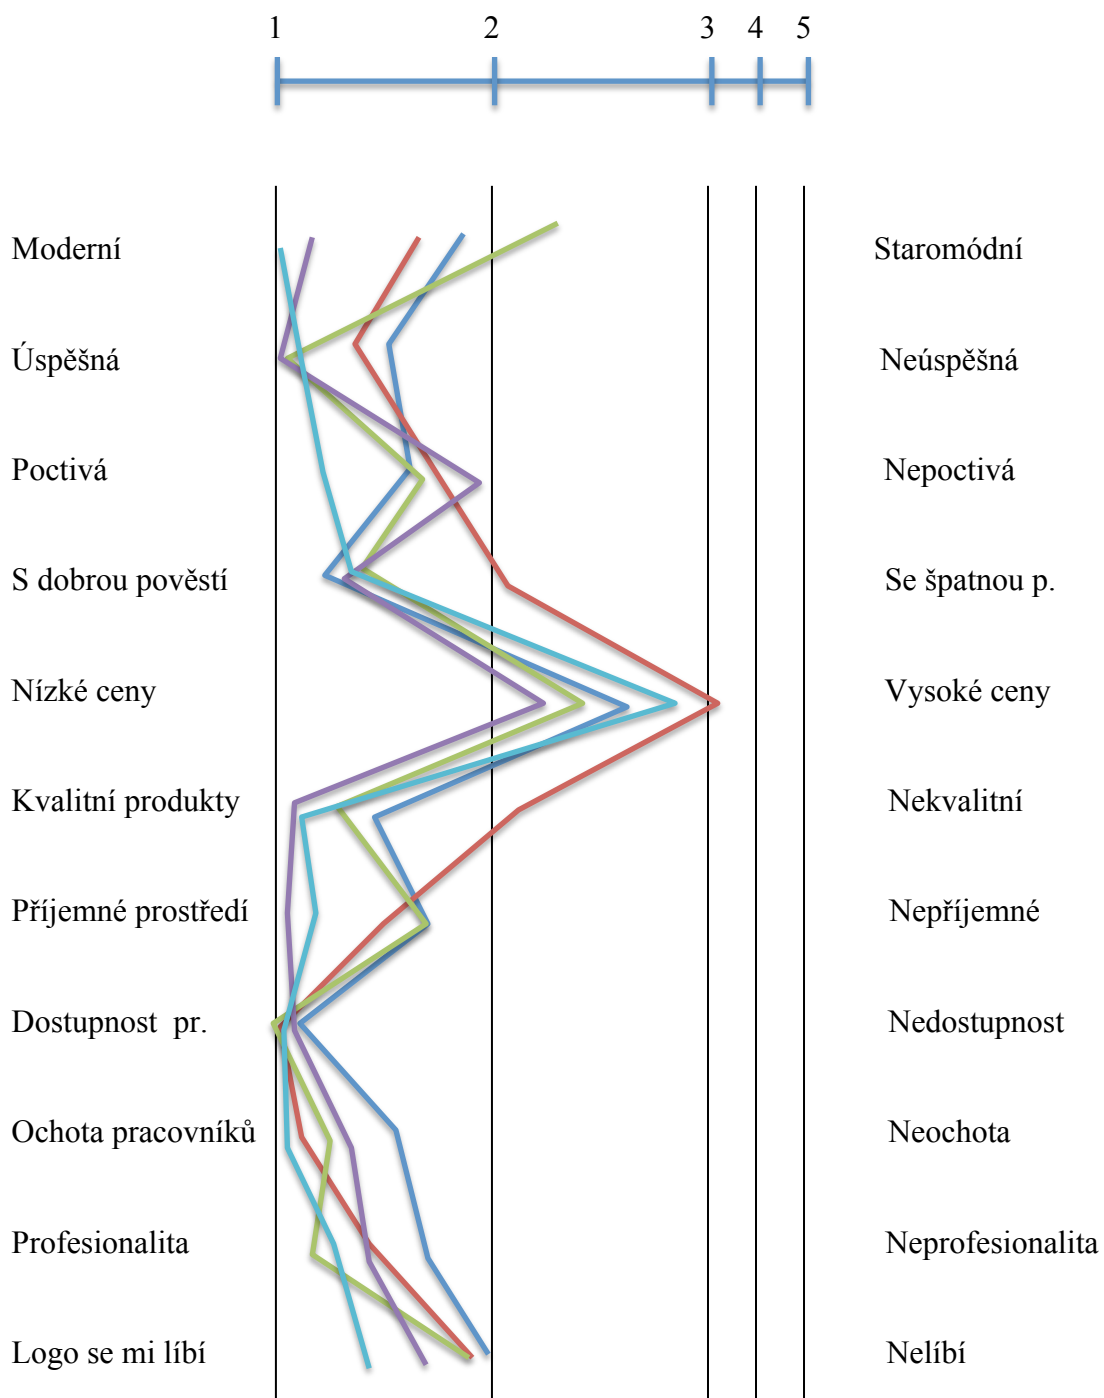 1 2 3 4 5
Moderní Staromódní
Úspěšná Neúspěšná
Poctivá Nepoctivá
S dobrou pověstí Se špatnou p.
Nízké ceny Vysoké ceny
Kvalitní produkty Nekvalitní
Příjemné prostředí Nepříjemné
Dostupnost pr. Nedostupnost
Ochota pracovníků Neochota
Profesionalita Neprofesionalita
Logo se mi líbí Nelíbí